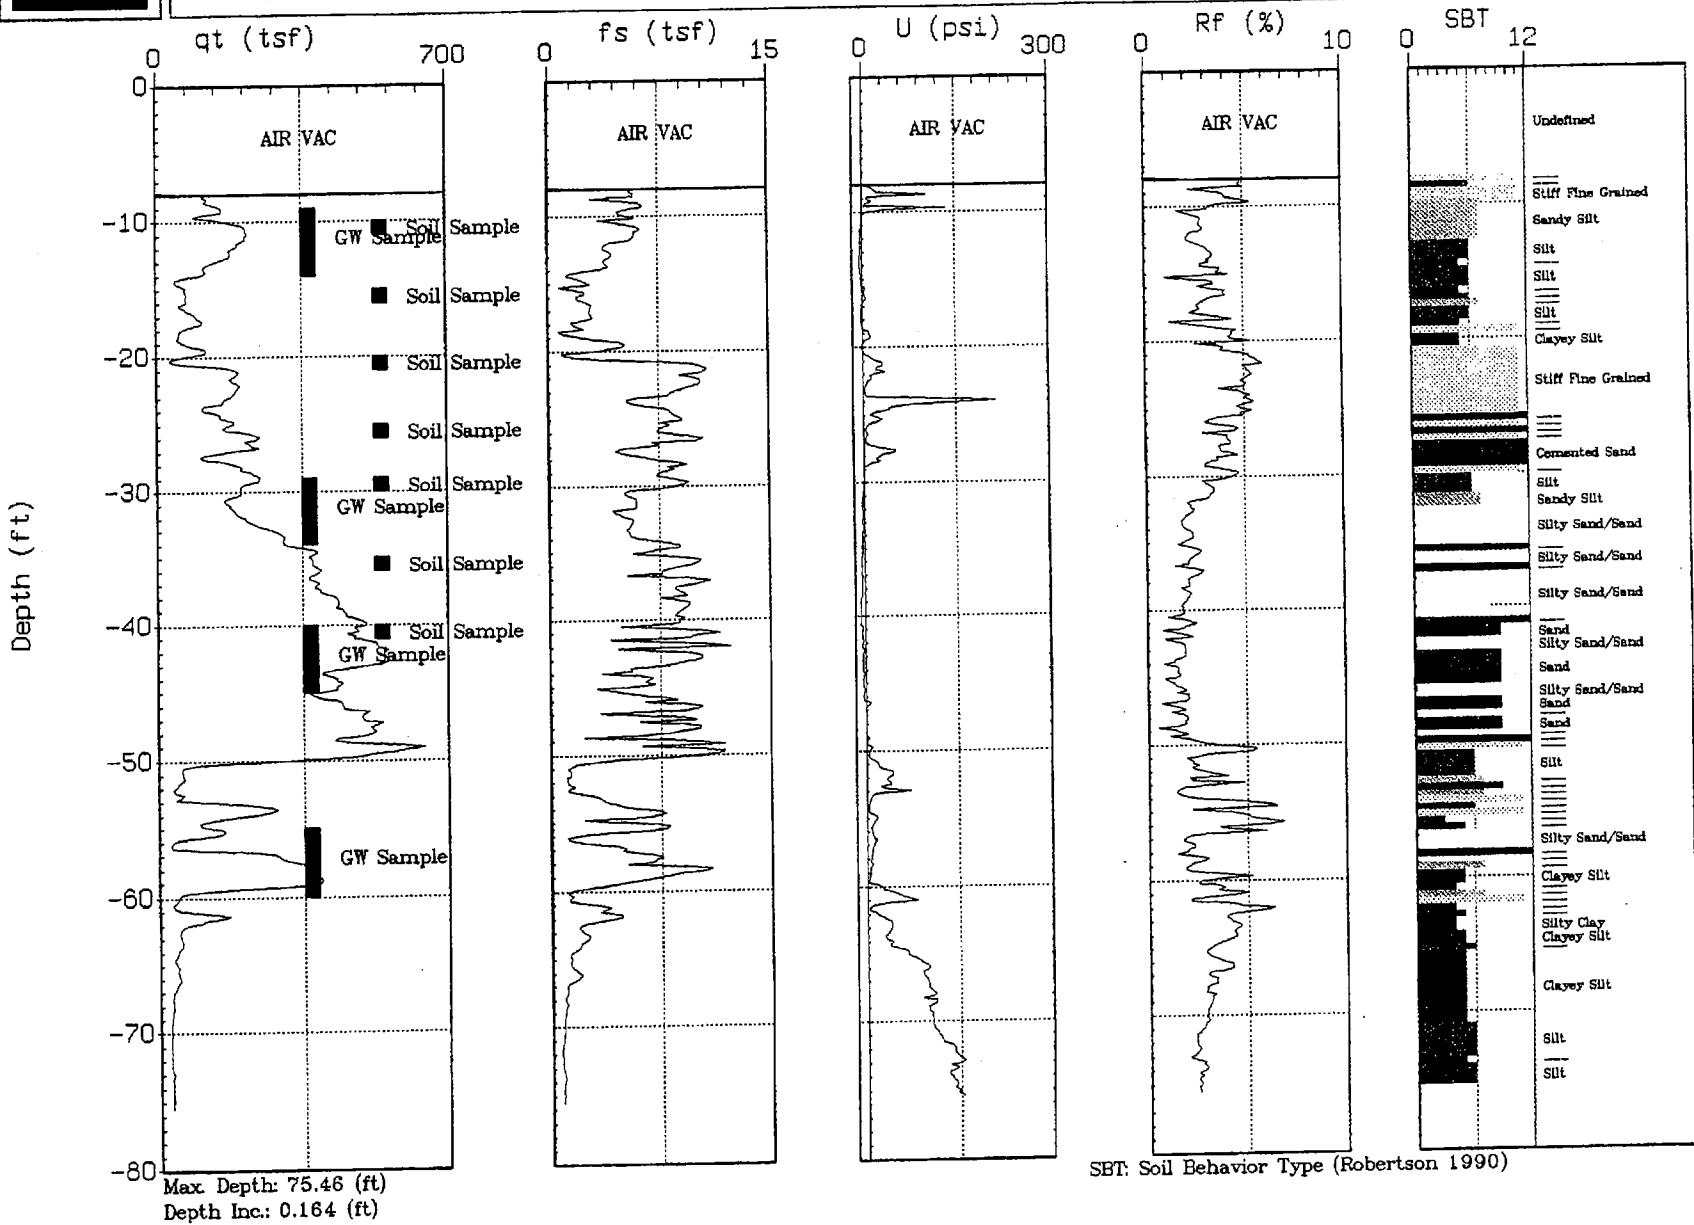 qt (tsf)
0 700
fs (tsf)
0 15
U (psi)
0 300
Rf (%)
0 10
SBT
0 12
Depth (ft)
0
-10
-20
-30
-40
-50
-60
-70
-80
AIR VAC
AIR VAC
AIR VAC
AIR VAC
Soil Sample
GW Sample
Soil Sample
Soil Sample
Soil Sample
Soil Sample
GW Sample
Soil Sample
Soil Sample
GW Sample
GW Sample
Undefined
Stiff Fine Grained
Sandy Silt
Silt
Silt
Silt
Clayey Silt
Stiff Fine Grained
Cemented Sand
Silt
Sandy Silt
Silty Sand/Sand
Silty Sand/Sand
Silty Sand/Sand
Sand
Silty Sand/Sand
Sand
Silty Sand/Sand
Sand
Sand
Silt
Silty Sand/Sand
Clayey Silt
Silty Clay
Clayey Silt
Clayey Silt
Silt
Silt
Max. Depth: 75.46 (ft)
Depth Inc.: 0.164 (ft)
SBT: Soil Behavior Type (Robertson 1990)